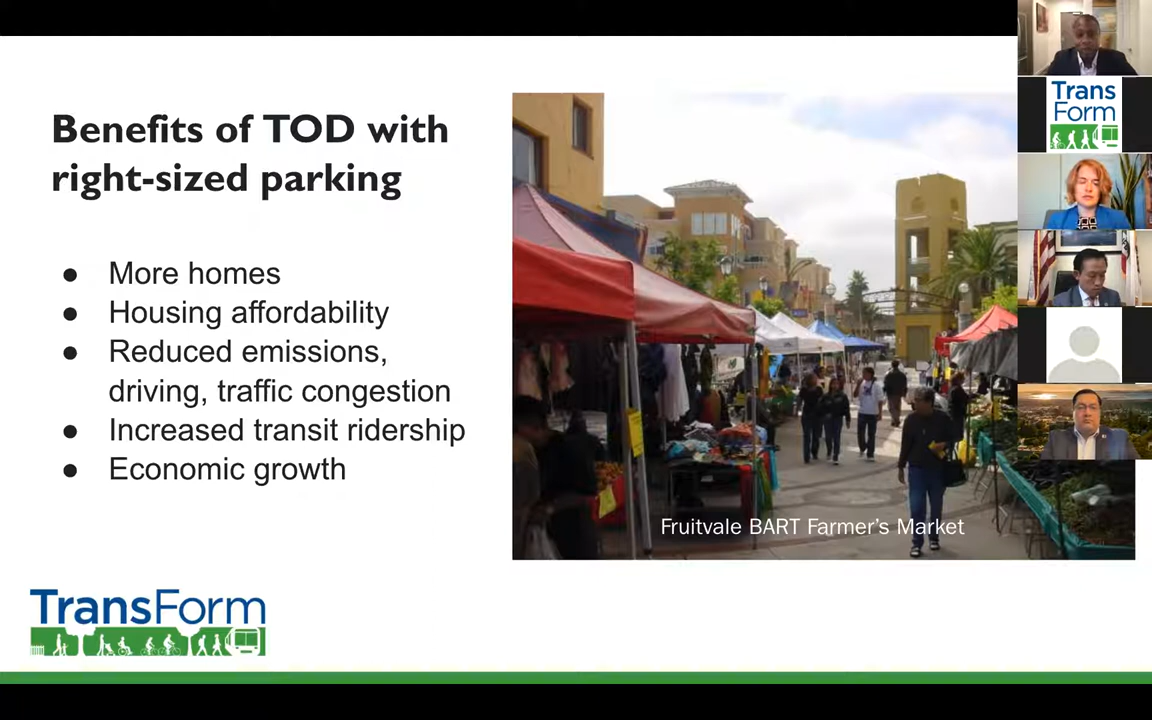 Benefits of TOD with
right-sized parking
● More homes
● Housing affordability
● Reduced emissions,
driving, traffic congestion
● Increased transit ridership
● Economic growth
Fruitvale BART Farmer's Market
TransForm
Trans
Form